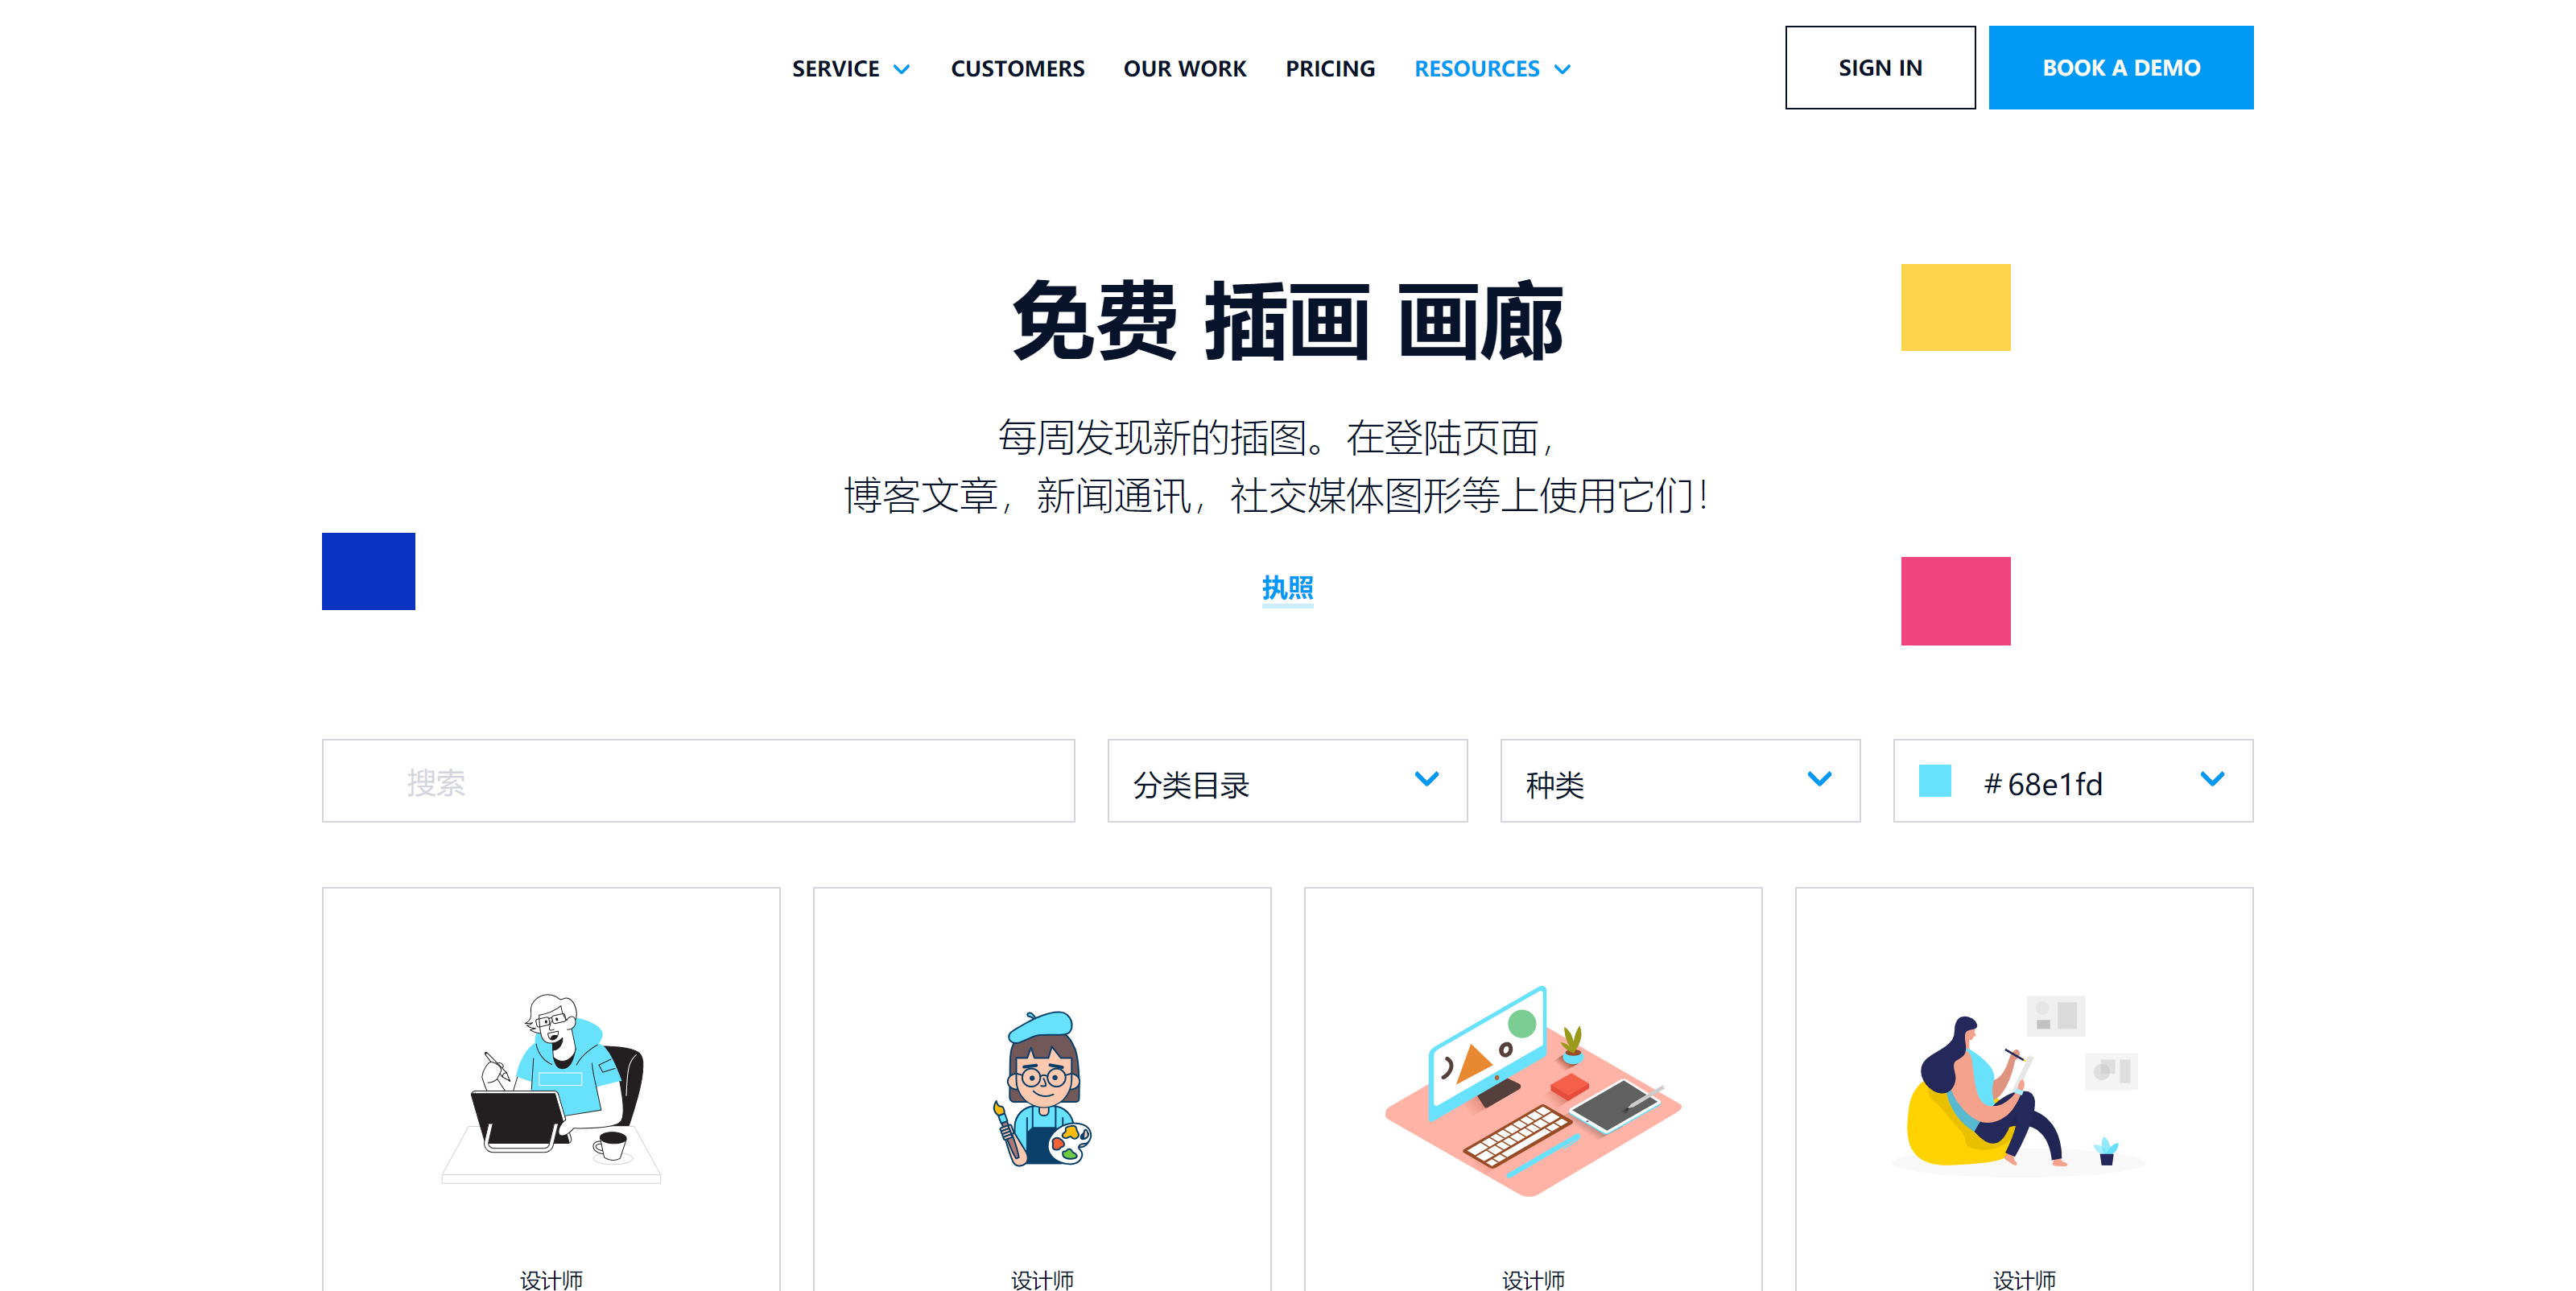 SERVICE CUSTOMERS OUR WORK PRICING RESOURCES SIGN IN BOOK A DEMO
免费 插画 画廊
每周发现新的插图。在登陆页面，
博客文章，新闻通讯，社交媒体图形等上使用它们！
执照
搜索 分类目录 种类 ＃68e1fd
设计师 设计师 设计师 设计师